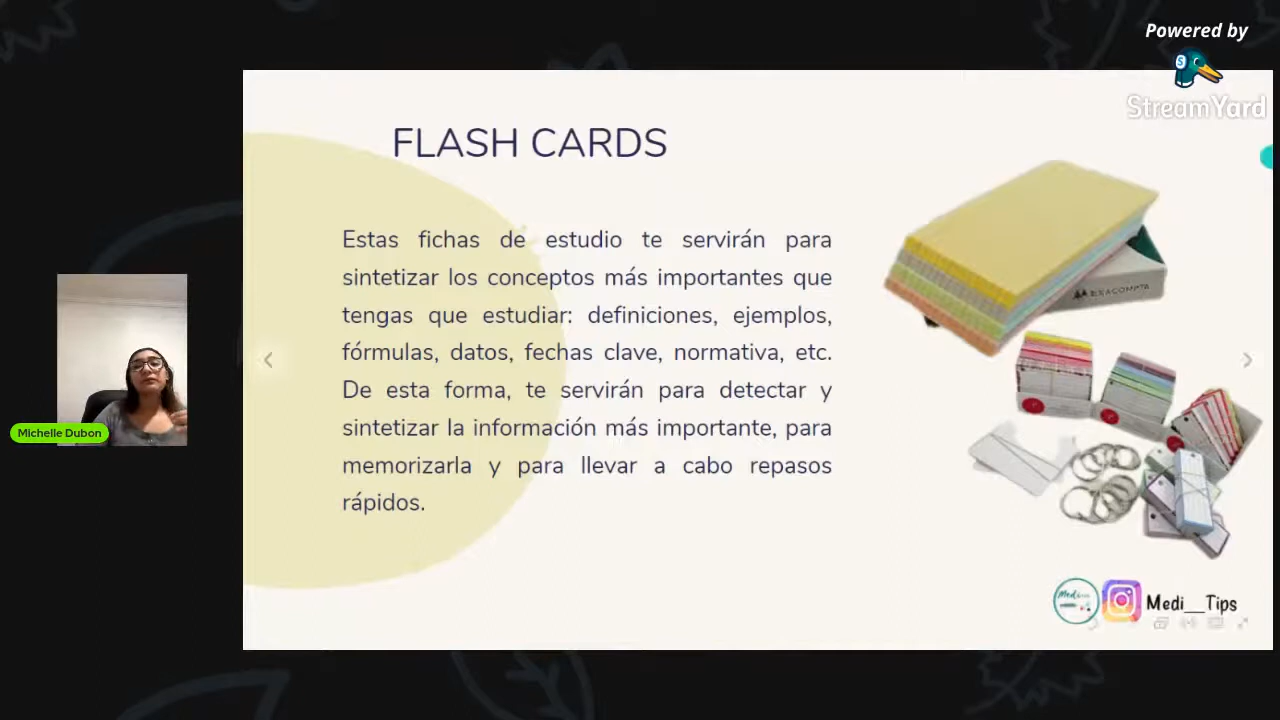 Powered by
StreamYard
FLASH CARDS
Estas fichas de estudio te servirán para
sintetizar los conceptos más importantes que
tengas que estudiar: definiciones, ejemplos,
fórmulas, datos, fechas clave, normativa, etc.
De esta forma, te servirán para detectar y
sintetizar la información más importante, para
memorizarla y para llevar a cabo repasos
rápidos.
EXACOMPTA
Michelle Dubon
Medi__Tips